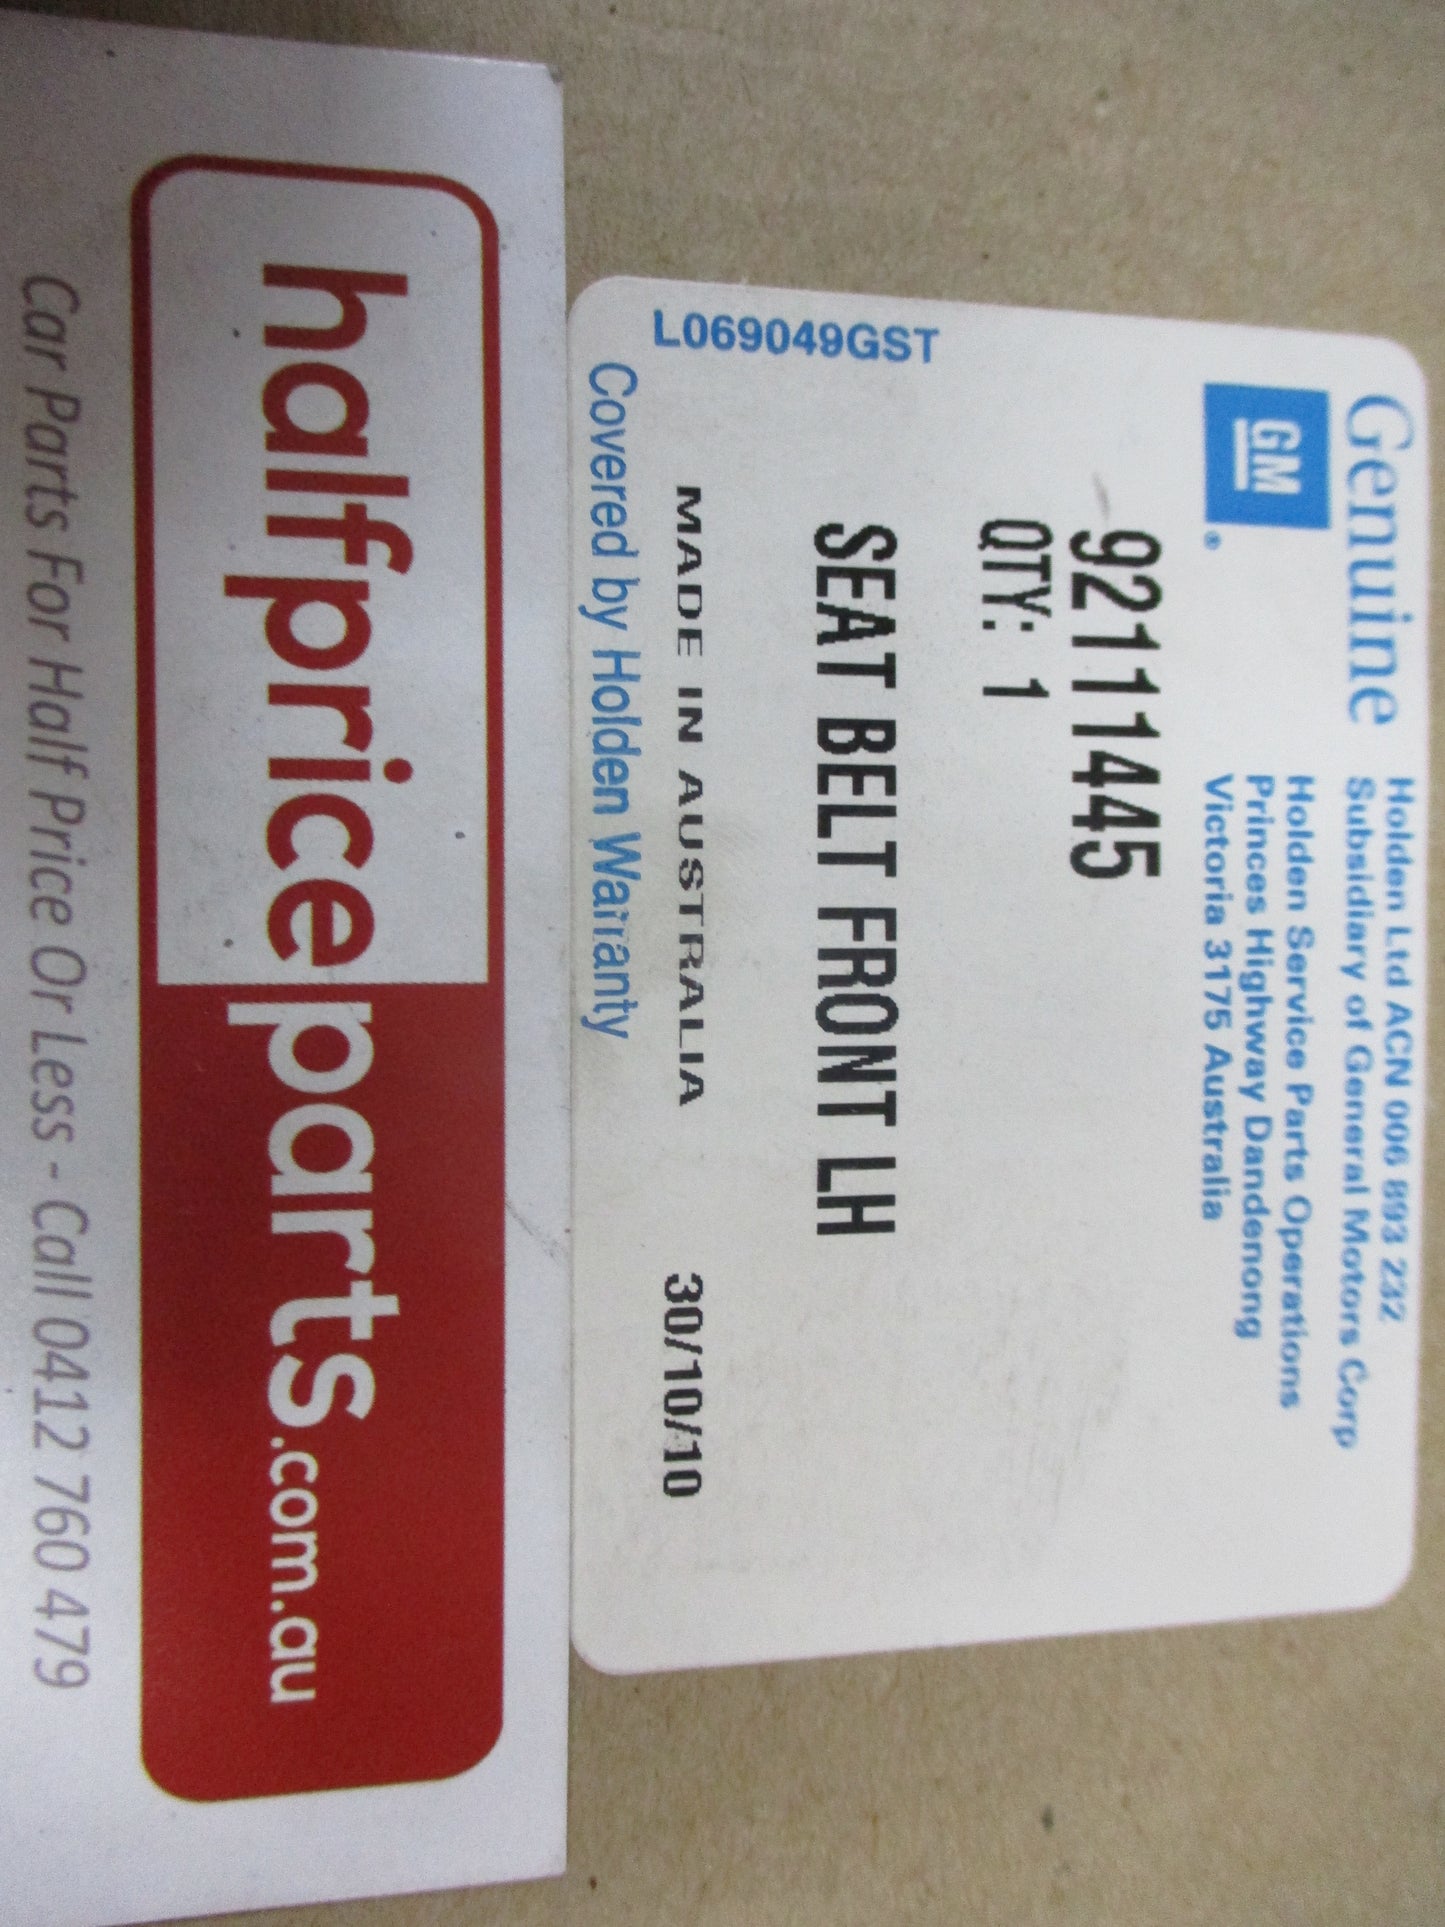 Genuine
GM
®
Holden Ltd ACN 006 893 232
Subsidiary of General Motors Corp
Holden Service Parts Operations
Princes Highway Dandenong
Victoria 3175 Australia
92111445
QTY: 1
SEAT BELT FRONT LH
L069049GST
MADE IN AUSTRALIA 30/10/10
Covered by Holden Warranty
halfpriceparts.com.au
Car Parts For Half Price Or Less - Call 0412 760 479